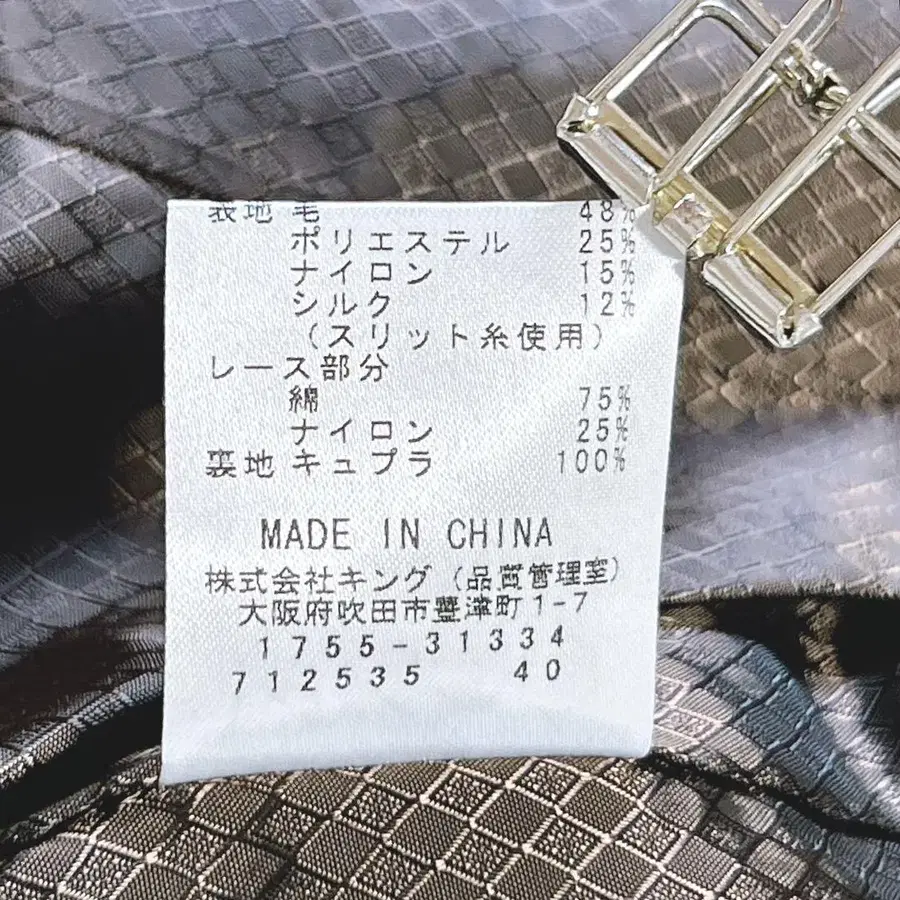 表地 毛 48%
ポリエステル 25%
ナイロン 15%
シルク 12%
(スリット糸使用)
レース部分
綿 75%
ナイロン 25%
裏地 キュプラ 100%
MADE IN CHINA
株式会社キング(品質管理室)
大阪府吹田市豊津町1-7
1755-31334
712535 40